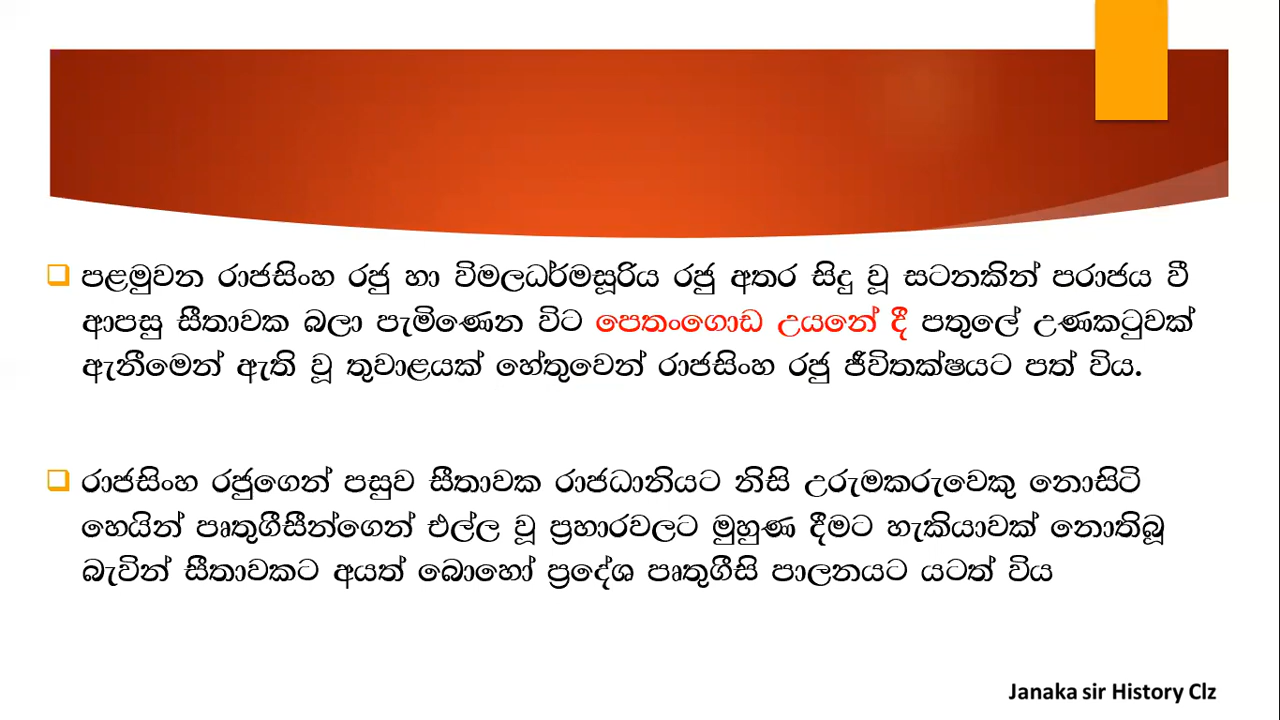 පළමුවන රාජසිංහ රජු හා විමලධර්මසූරිය රජු අතර සිදු වූ සටනකින් පරාජය වී
ආපසු සීතාවක බලා පැමිණෙන විට පෙතංගොඩ උයනේ දී පතුලේ උණකටුවක්
ඇනීමෙන් ඇති වූ තුවාළයක් හේතුවෙන් රාජසිංහ රජු ජීවිතක්ෂයට පත් විය.
රාජසිංහ රජුගෙන් පසුව සීතාවක රාජධානියට නිසි උරුමකරුවෙකු නොසිටි
හෙයින් පෘතුගීසීන්ගෙන් එල්ල වූ ප්‍රහාරවලට මුහුණ දීමට හැකියාවක් නොතිබූ
බැවින් සීතාවකට අයත් බොහෝ ප්‍රදේශ පෘතුගීසි පාලනයට යටත් විය
Janaka sir History Clz